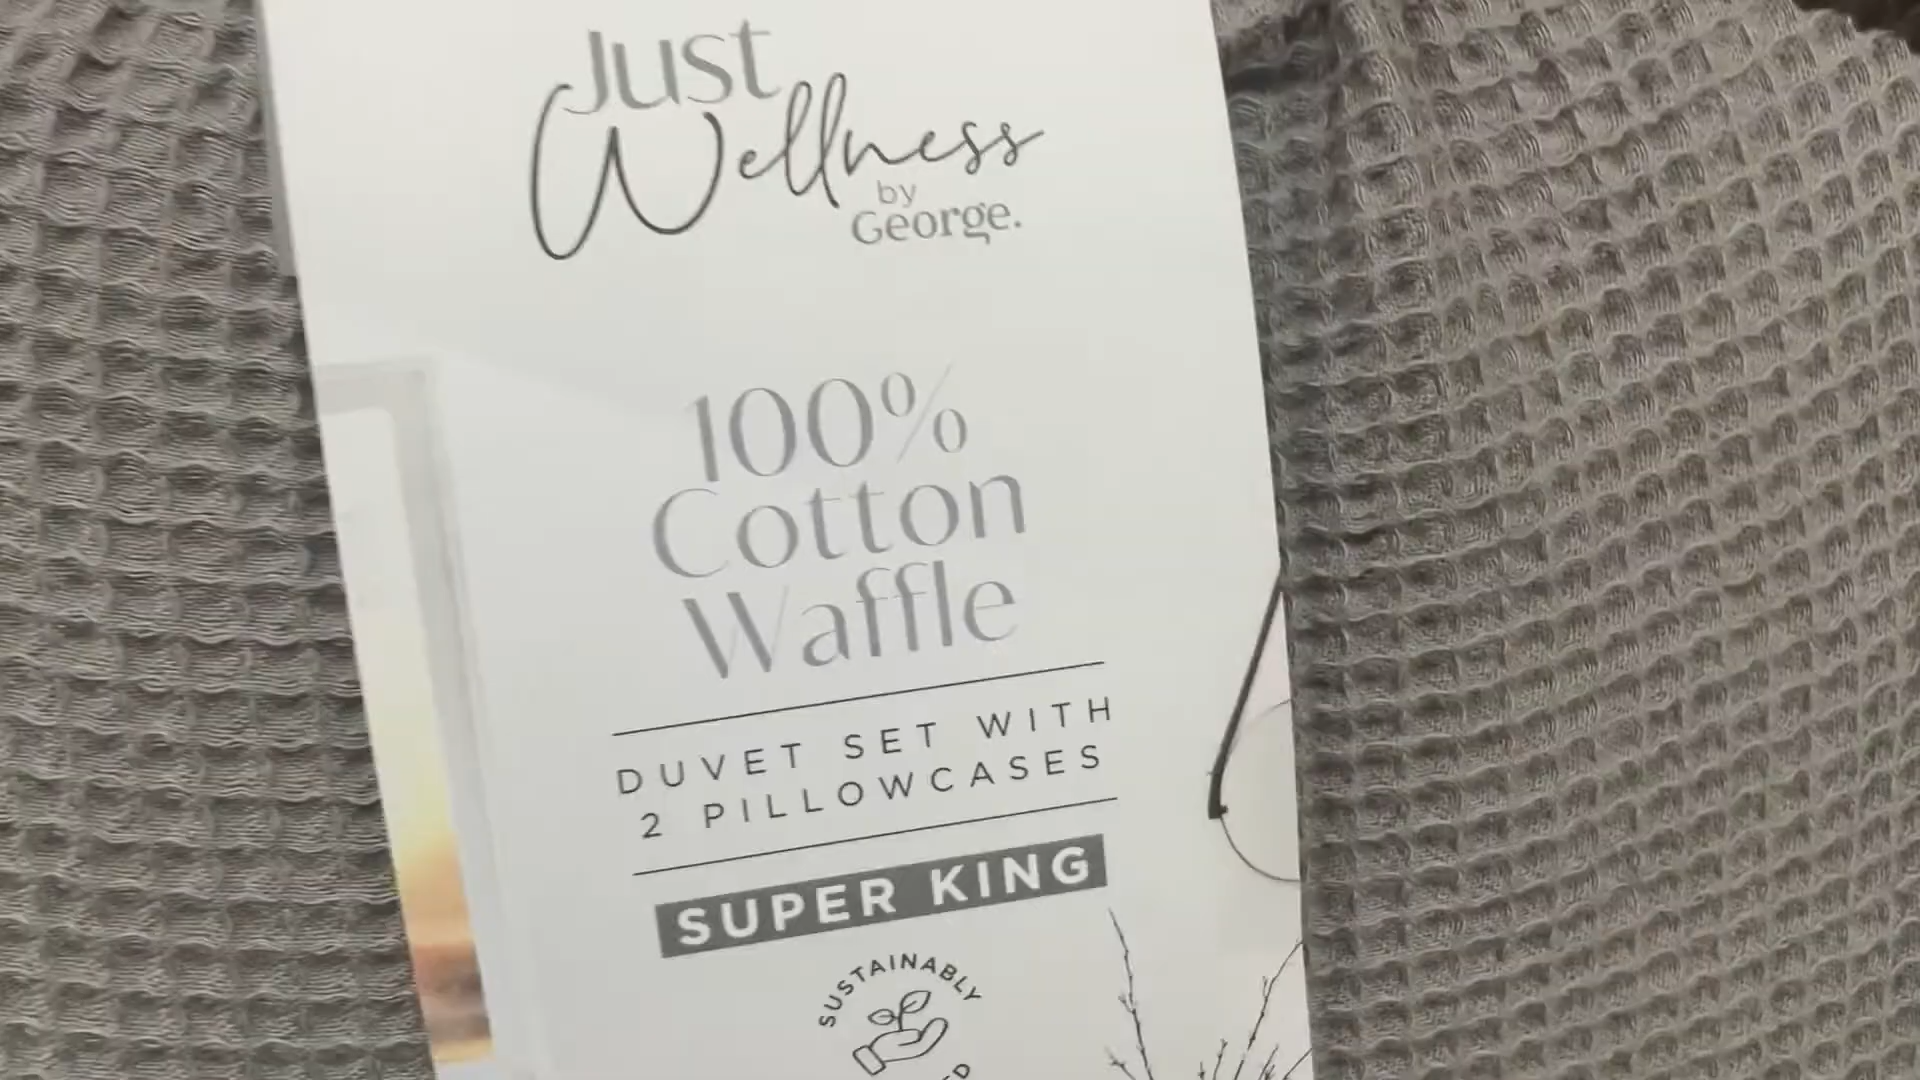 Just
Wellness
by
George.
100%
Cotton
Waffle
DUVET SET WITH
2 PILLOWCASES
SUPER KING
SUSTAINABLY